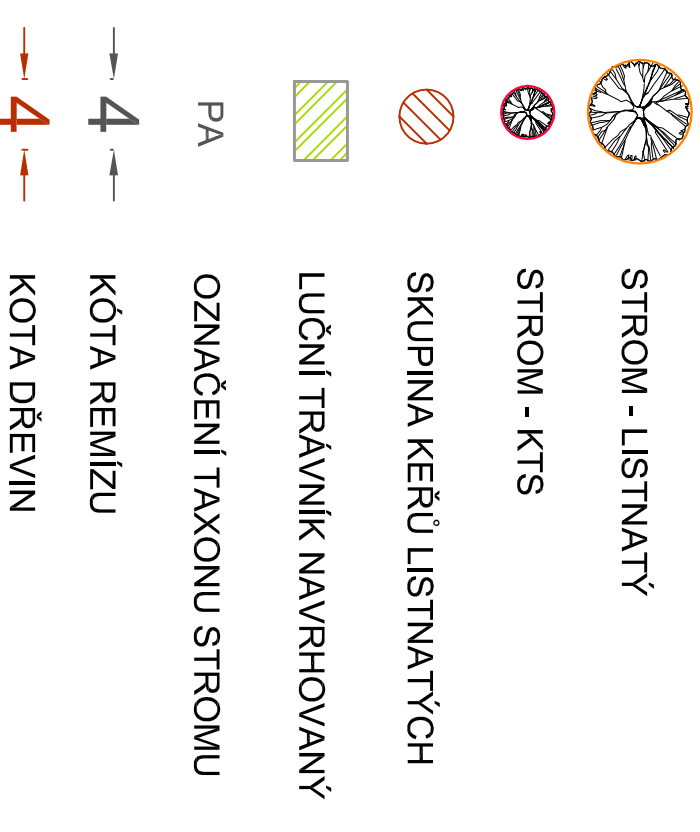 STROM - LISTNATÝ
STROM - KTS
SKUPINA KEŘŮ LISTNATÝCH
LUČNÍ TRÁVNÍK NAVRHOVANÝ
PA OZNAČENÍ TAXONU STROMU
4 KÓTA REMÍZU
4 KOTA DŘEVIN